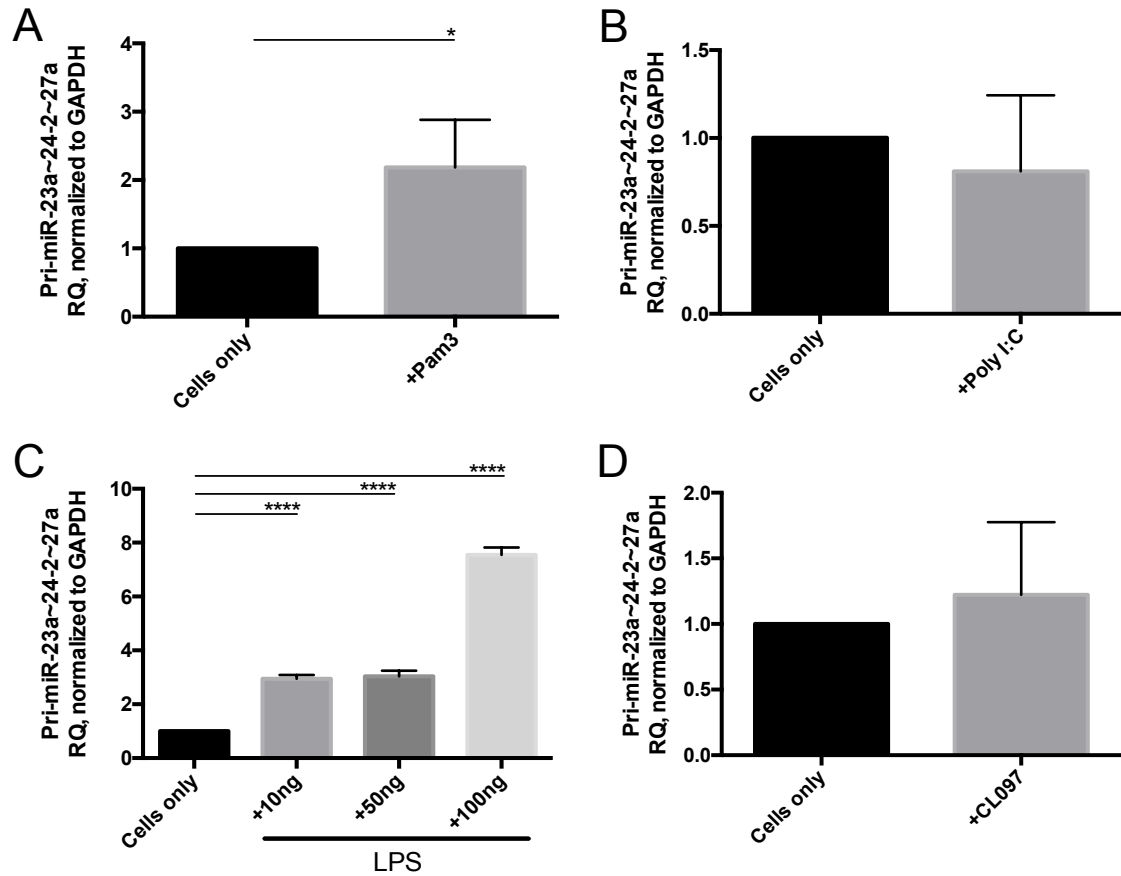 A
Pri-miR-23a~24-2~27a
RQ, normalized to GAPDH
4
3
2
1
0
*
Cells only
+Pam3
B
Pri-miR-23a~24-2~27a
RQ, normalized to GAPDH
1.5
1.0
0.5
0.0
Cells only
+Poly I:C
C
Pri-miR-23a~24-2~27a
RQ, normalized to GAPDH
10
8
6
4
2
0
****
****
****
Cells only
+10ng
+50ng
+100ng
LPS
D
Pri-miR-23a~24-2~27a
RQ, normalized to GAPDH
2.0
1.5
1.0
0.5
0.0
Cells only
+CL097